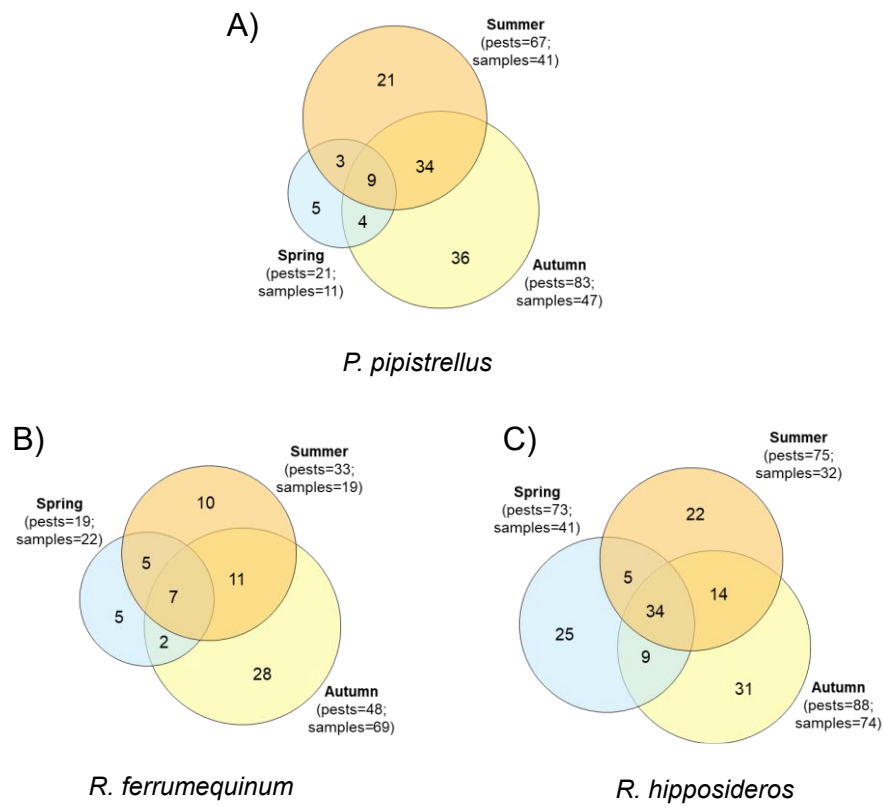 A)
Summer
(pests=67;
samples=41)
21
3
34
9
5
4
36
Spring
(pests=21;
samples=11)
Autumn
(pests=83;
samples=47)
P. pipistrellus
B)
Summer
(pests=33;
samples=19)
Spring
(pests=19;
samples=22)
10
5
11
7
5
2
28
Autumn
(pests=48;
samples=69)
R. ferrumequinum
C)
Summer
(pests=75;
samples=32)
Spring
(pests=73;
samples=41)
22
5
14
34
25
9
31
Autumn
(pests=88;
samples=74)
R. hipposideros